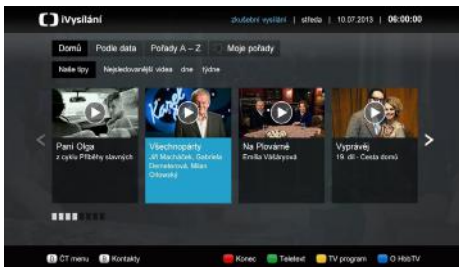 iVysílání
zkušební vysílání | středa | 10.07.2013 | 06:00:00
Domů Podle data Pořady A – Z Moje pořady
Naše tipy Nejsledovanější videa dne týdne
Paní Olga
z cyklu Příběhy slavných
Karel
Všechnopárty
Jiří Macháček, Gabriela
Demeterová, Milan
Orlowský
Na Plovárně
Emília Vášáryová
Vyprávěj
19. díl - Cesta domů
ČT menu Kontakty Konec Teletext TV program O HbbTV